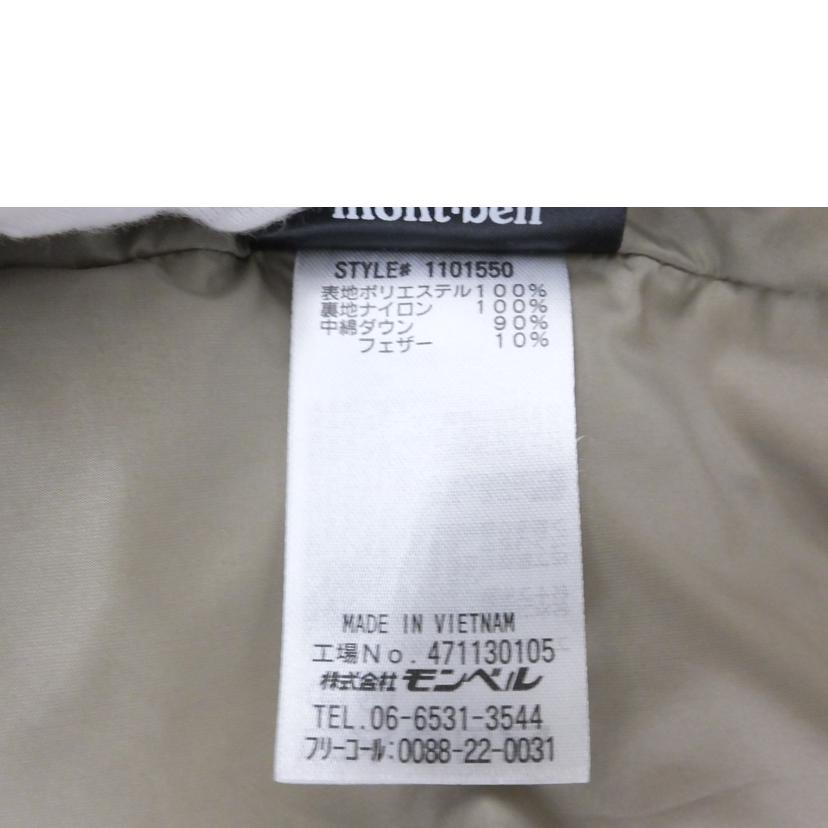 mont·bell
STYLE# 1101550
表地ポリエステル100%
裏地ナイロン 100%
中綿ダウン 90%
フェザー 10%
MADE IN VIETNAM
工場No. 471130105
株式会社モンベル
TEL.06-6531-3544
フリーコール:0088-22-0031